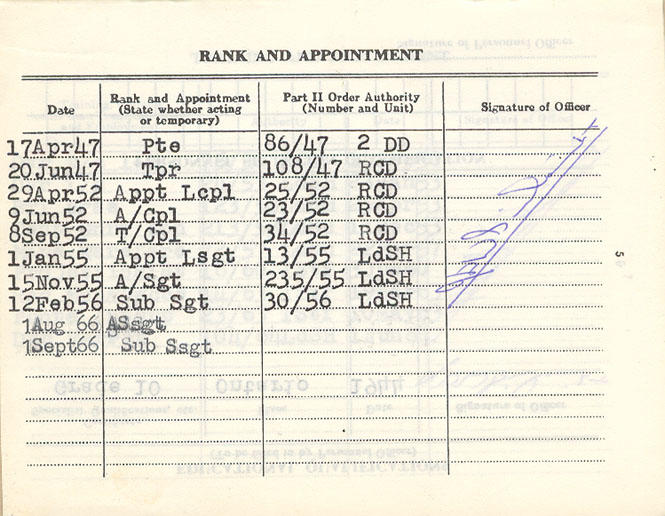 RANK AND APPOINTMENT
Date
Rank and Appointment
(State whether acting
or temporary)
Part II Order Authority
(Number and Unit)
Signature of Officer
17Apr47 Pte 86/47 2 DD
20Jun47 Tpr 108/47 RCD
29Apr52 Appt Lcpl 25/52 RCD
9Jun52 A/Cpl 23/52 RCD
8Sep52 T/Cpl 34/52 RCD
1Jan55 Appt Lsgt 13/55 LdSH
15Nov55 A/Sgt 235/55 LdSH
12Feb56 Sub Sgt 30/56 LdSH
1Aug 66 ASsgt
1Sept66 Sub Ssgt
5